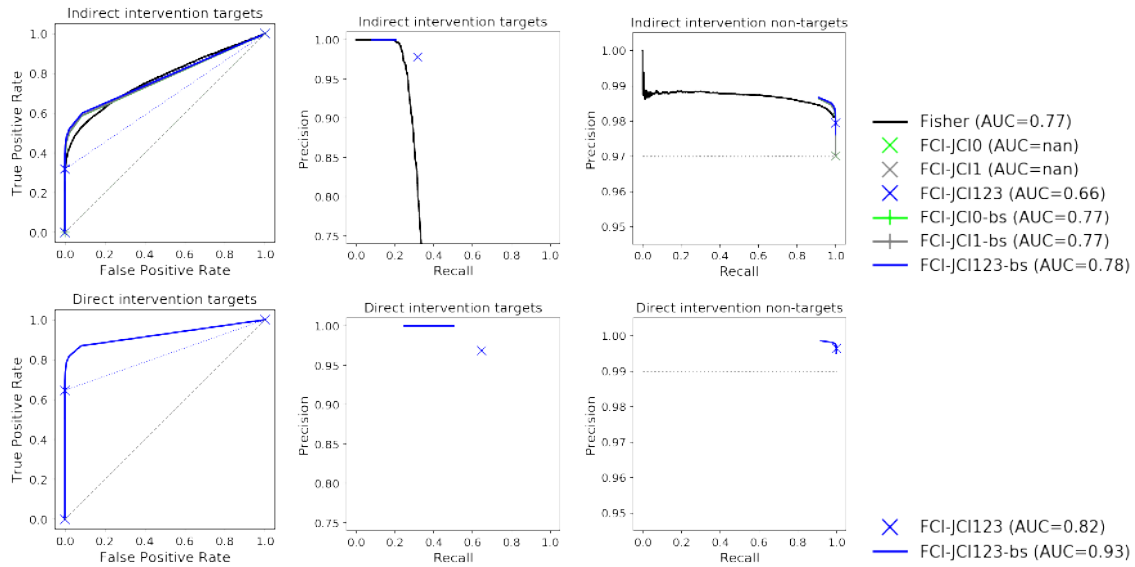 Indirect intervention targets
True Positive Rate
1.0
0.8
0.6
0.4
0.2
0.0
0.0 0.2 0.4 0.6 0.8 1.0
False Positive Rate
Indirect intervention targets
Precision
1.00
0.95
0.90
0.85
0.80
0.75
0.0 0.2 0.4 0.6 0.8 1.0
Recall
Indirect intervention non-targets
Precision
1.00
0.99
0.98
0.97
0.96
0.95
0.0 0.2 0.4 0.6 0.8 1.0
Recall
Fisher (AUC=0.77)
FCI-JCI0 (AUC=nan)
FCI-JCI1 (AUC=nan)
FCI-JCI123 (AUC=0.66)
FCI-JCI0-bs (AUC=0.77)
FCI-JCI1-bs (AUC=0.77)
FCI-JCI123-bs (AUC=0.78)
Direct intervention targets
True Positive Rate
1.0
0.8
0.6
0.4
0.2
0.0
0.0 0.2 0.4 0.6 0.8 1.0
False Positive Rate
Direct intervention targets
Precision
1.00
0.95
0.90
0.85
0.80
0.75
0.0 0.2 0.4 0.6 0.8 1.0
Recall
Direct intervention non-targets
Precision
1.00
0.99
0.98
0.97
0.96
0.95
0.0 0.2 0.4 0.6 0.8 1.0
Recall
FCI-JCI123 (AUC=0.82)
FCI-JCI123-bs (AUC=0.93)